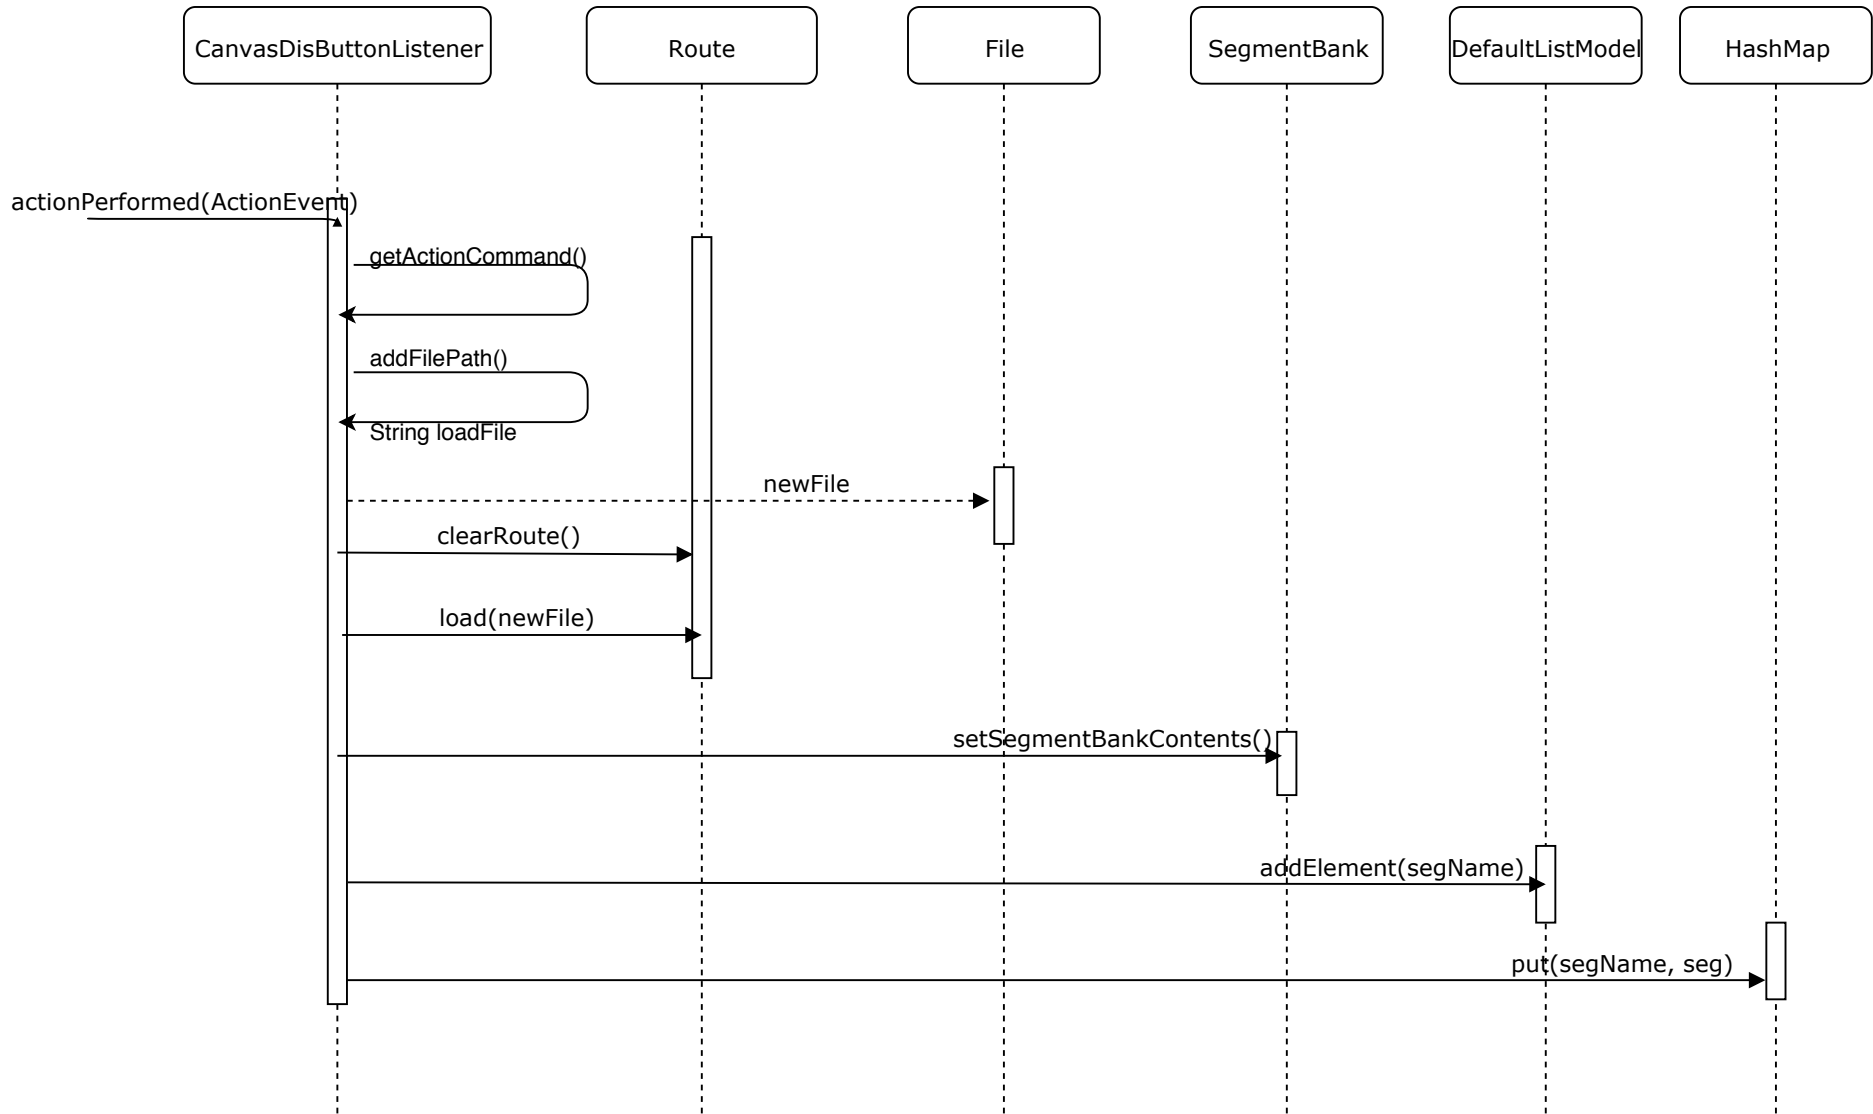 CanvasDisButtonListener
Route
File
SegmentBank
DefaultListModel
HashMap
actionPerformed(ActionEvent)
getActionCommand()
addFilePath()
String loadFile
newFile
clearRoute()
load(newFile)
setSegmentBankContents()
addElement(segName)
put(segName, seg)